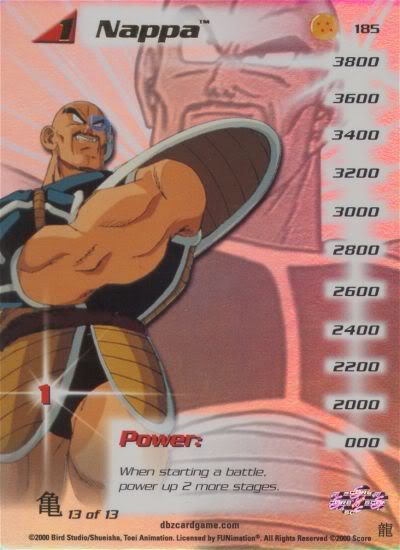 1 Nappa™ 185
3800
3600
3400
3200
3000
2800
2600
2400
2200
2000
000
1
Power:
When starting a battle,
power up 2 more stages.
亀 13 of 13
dbzcardgame.com
龍
©2000 Bird Studio/Shueisha, Toei Animation. Licensed by FUNimation®. All Rights Reserved ©2000 Score